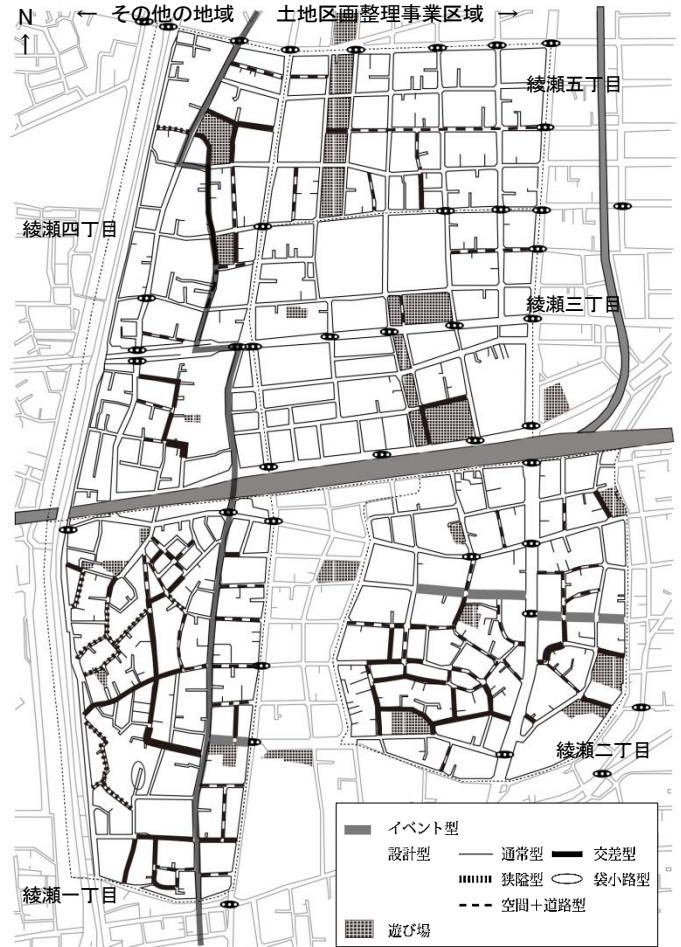 N
← その他の地域 土地区画整理事業区域 →
綾瀬五丁目
綾瀬四丁目
綾瀬三丁目
綾瀬二丁目
綾瀬一丁目
イベント型
設計型 通常型 交差型
狭隘型 袋小路型
空間＋道路型
遊び場